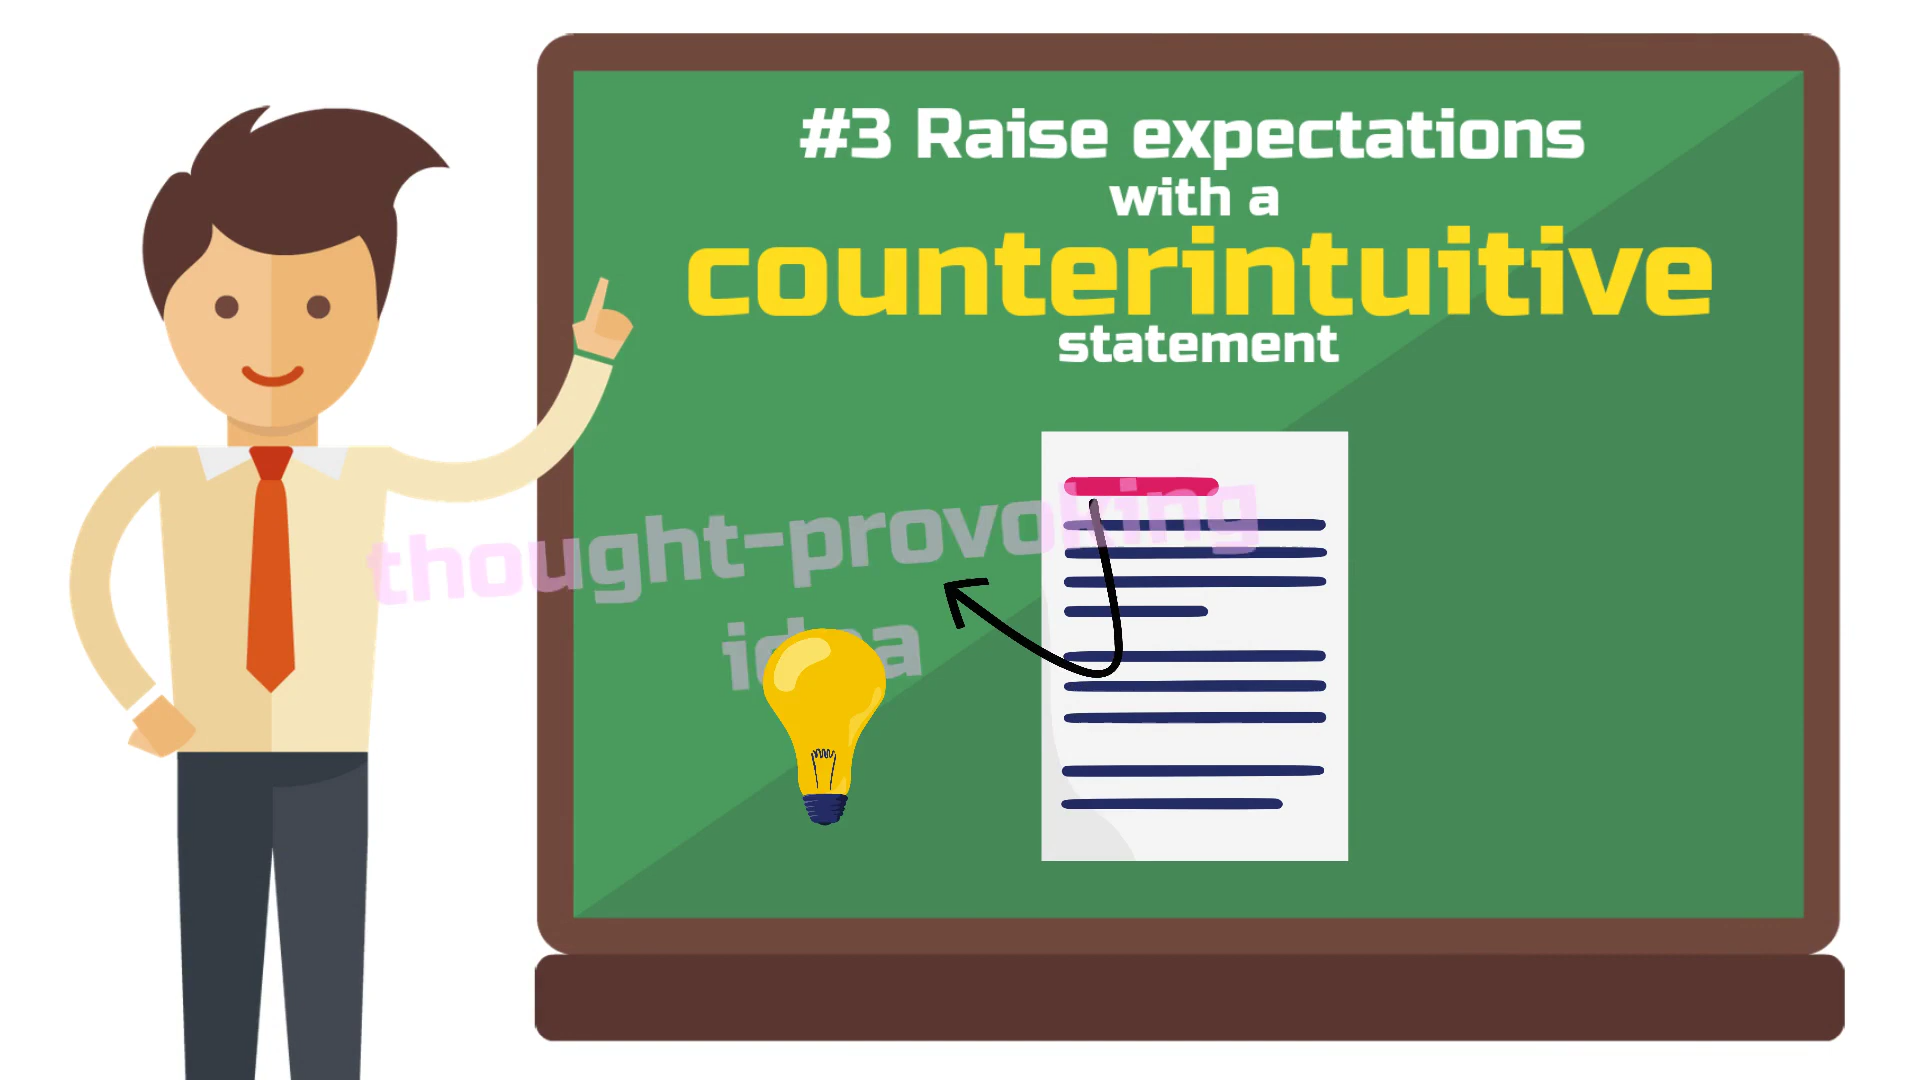 #3 Raise expectations
with a
counterintuitive
statement
thought-provoking
idea